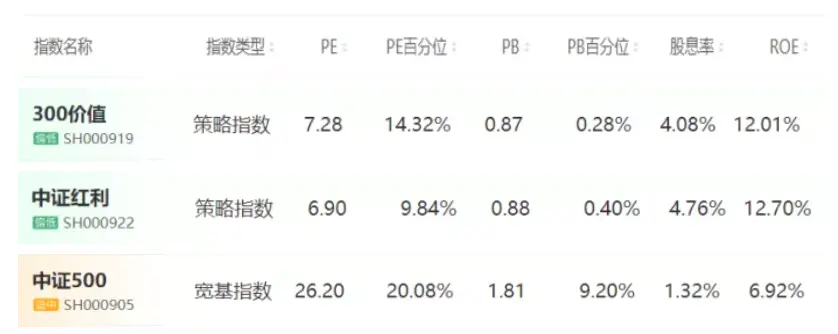 指数名称 指数类型 PE PE百分位 PB PB百分位 股息率 ROE
300价值
偏低 SH000919
策略指数 7.28 14.32% 0.87 0.28% 4.08% 12.01%
中证红利
偏低 SH000922
策略指数 6.90 9.84% 0.88 0.40% 4.76% 12.70%
中证500
适中 SH000905
宽基指数 26.20 20.08% 1.81 9.20% 1.32% 6.92%